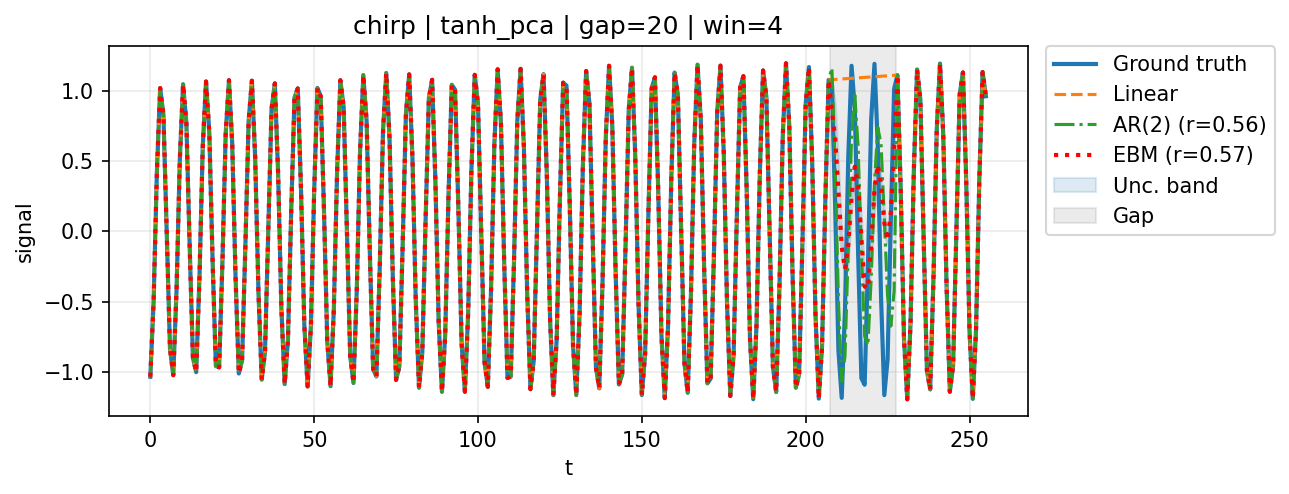 chirp | tanh_pca | gap=20 | win=4
1.0
0.5
0.0
−0.5
−1.0
signal
0 50 100 150 200 250
t
Ground truth
Linear
AR(2) (r=0.56)
EBM (r=0.57)
Unc. band
Gap